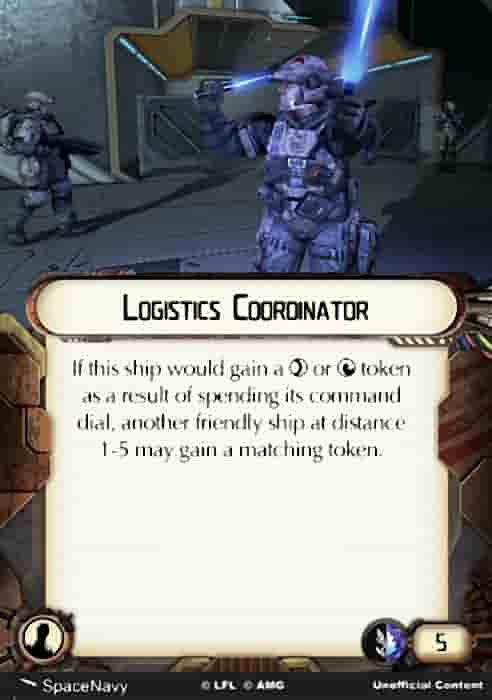 LOGISTICS COORDINATOR
If this ship would gain a or token
as a result of spending its command
dial, another friendly ship at distance
1-5 may gain a matching token.
5
SpaceNavy
© LFL © AMG
Unofficial Content